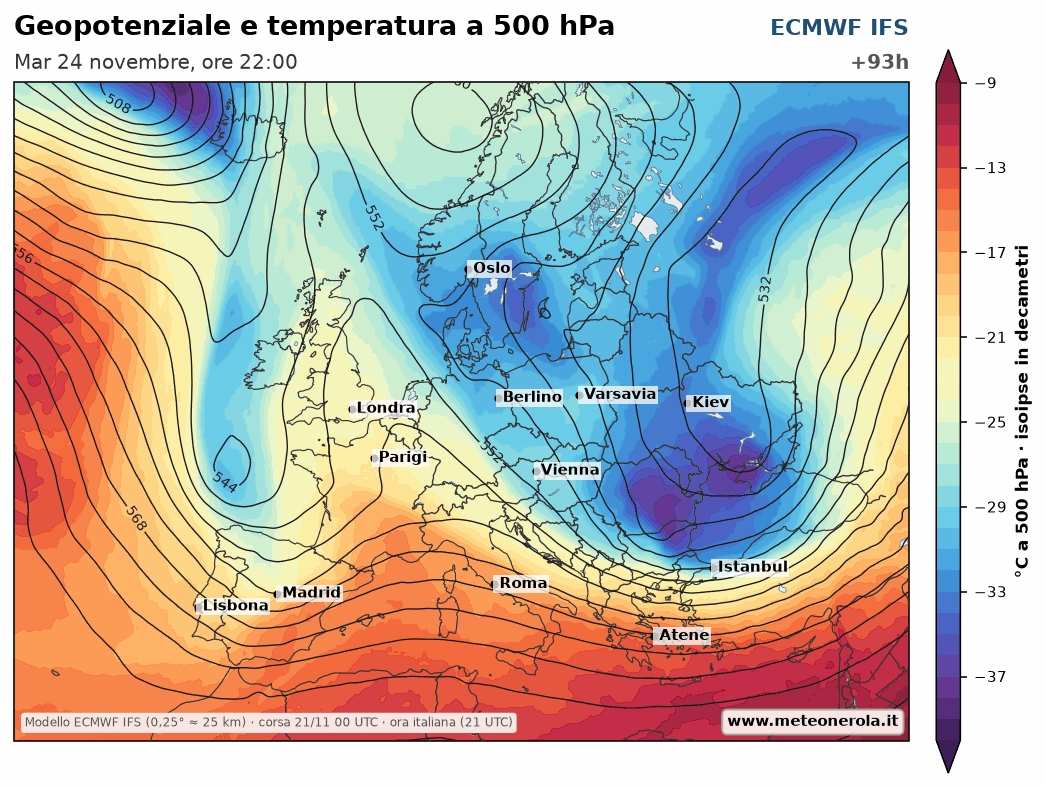 Geopotenziale e temperatura a 500 hPa
ECMWF IFS
Mar 24 novembre, ore 22:00
+93h
508
552
556
532
Oslo
Berlino
Varsavia
Kiev
Londra
Parigi
552
Vienna
544
568
Istanbul
Roma
Madrid
Lisbona
Atene
Modello ECMWF IFS (0,25° ≈ 25 km) · corsa 21/11 00 UTC · ora italiana (21 UTC)
www.meteonerola.it
−9
−13
−17
−21
−25
−29
−33
−37
°C a 500 hPa · isoipse in decametri